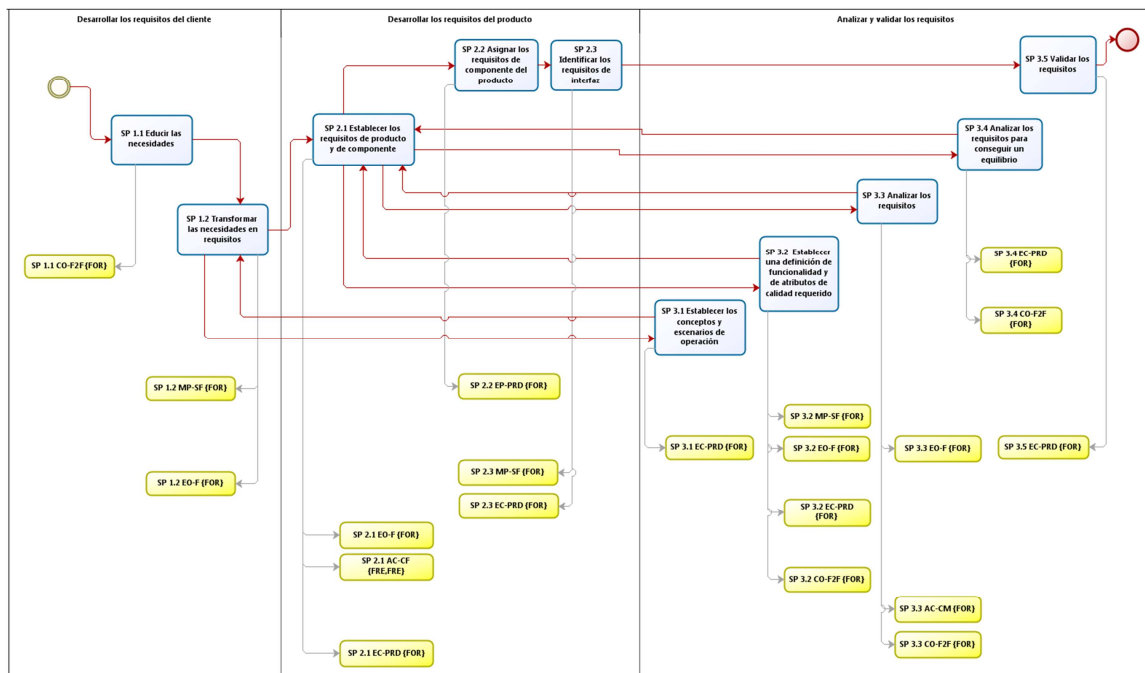 Desarrollar los requisitos del cliente
Desarrollar los requisitos del producto
Analizar y validar los requisitos
SP 1.1 Educir las
necesidades
SP 1.2 Transformar
las necesidades en
requisitos
SP 1.1 CO-F2F {FOR}
SP 1.2 MP-SF {FOR}
SP 1.2 EO-F {FOR}
SP 2.2 Asignar los
requisitos de
componente del
producto
SP 2.3
Identificar los
requisitos de
interfaz
SP 2.1 Establecer los
requisitos de producto
y de componente
SP 2.2 EP-PRD {FOR}
SP 2.3 MP-SF {FOR}
SP 2.3 EC-PRD {FOR}
SP 2.1 EO-F {FOR}
SP 2.1 AC-CF
{FRE,FRE}
SP 2.1 EC-PRD {FOR}
SP 3.5 Validar los
requisitos
SP 3.4 Analizar los
requisitos para
conseguir un
equilibrio
SP 3.3 Analizar los
requisitos
SP 3.2 Establecer
una definición de
funcionalidad y
de atributos de
calidad requerido
SP 3.1 Establecer los
conceptos y
escenarios de
operación
SP 3.4 EC-PRD
{FOR}
SP 3.4 CO-F2F
{FOR}
SP 3.2 MP-SF {FOR}
SP 3.1 EC-PRD {FOR}
SP 3.2 EO-F {FOR}
SP 3.3 EO-F {FOR}
SP 3.5 EC-PRD {FOR}
SP 3.2 EC-PRD
{FOR}
SP 3.2 CO-F2F {FOR}
SP 3.3 AC-CM {FOR}
SP 3.3 CO-F2F {FOR}